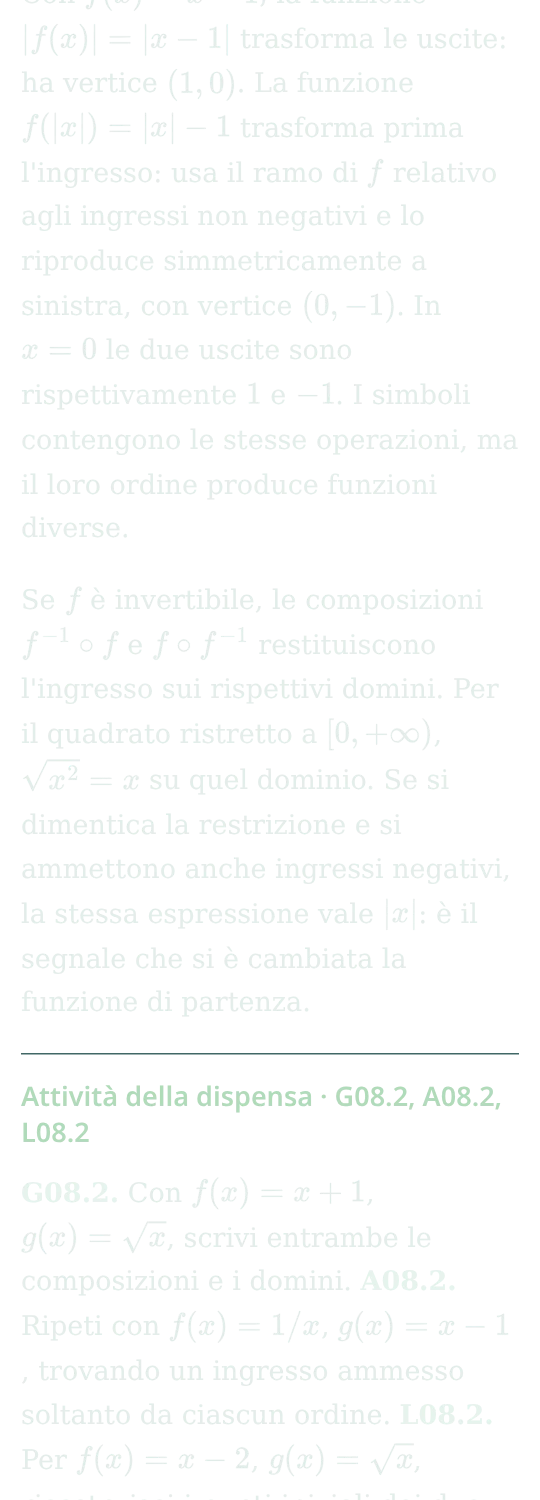 Con f(x) = x − 1, la funzione
|f(x)| = |x − 1| trasforma le uscite:
ha vertice (1, 0). La funzione
f(|x|) = |x| − 1 trasforma prima
l'ingresso: usa il ramo di f relativo
agli ingressi non negativi e lo
riproduce simmetricamente a
sinistra, con vertice (0, −1). In
x = 0 le due uscite sono
rispettivamente 1 e −1. I simboli
contengono le stesse operazioni, ma
il loro ordine produce funzioni
diverse.
Se f è invertibile, le composizioni
f⁻¹ ∘ f e f ∘ f⁻¹ restituiscono
l'ingresso sui rispettivi domini. Per
il quadrato ristretto a [0, +∞),
√x² = x su quel dominio. Se si
dimentica la restrizione e si
ammettono anche ingressi negativi,
la stessa espressione vale |x|: è il
segnale che si è cambiata la
funzione di partenza.
Attività della dispensa · G08.2, A08.2,
L08.2
G08.2. Con f(x) = x + 1,
g(x) = √x, scrivi entrambe le
composizioni e i domini. A08.2.
Ripeti con f(x) = 1/x, g(x) = x − 1
, trovando un ingresso ammesso
soltanto da ciascun ordine. L08.2.
Per f(x) = x − 2, g(x) = √x,